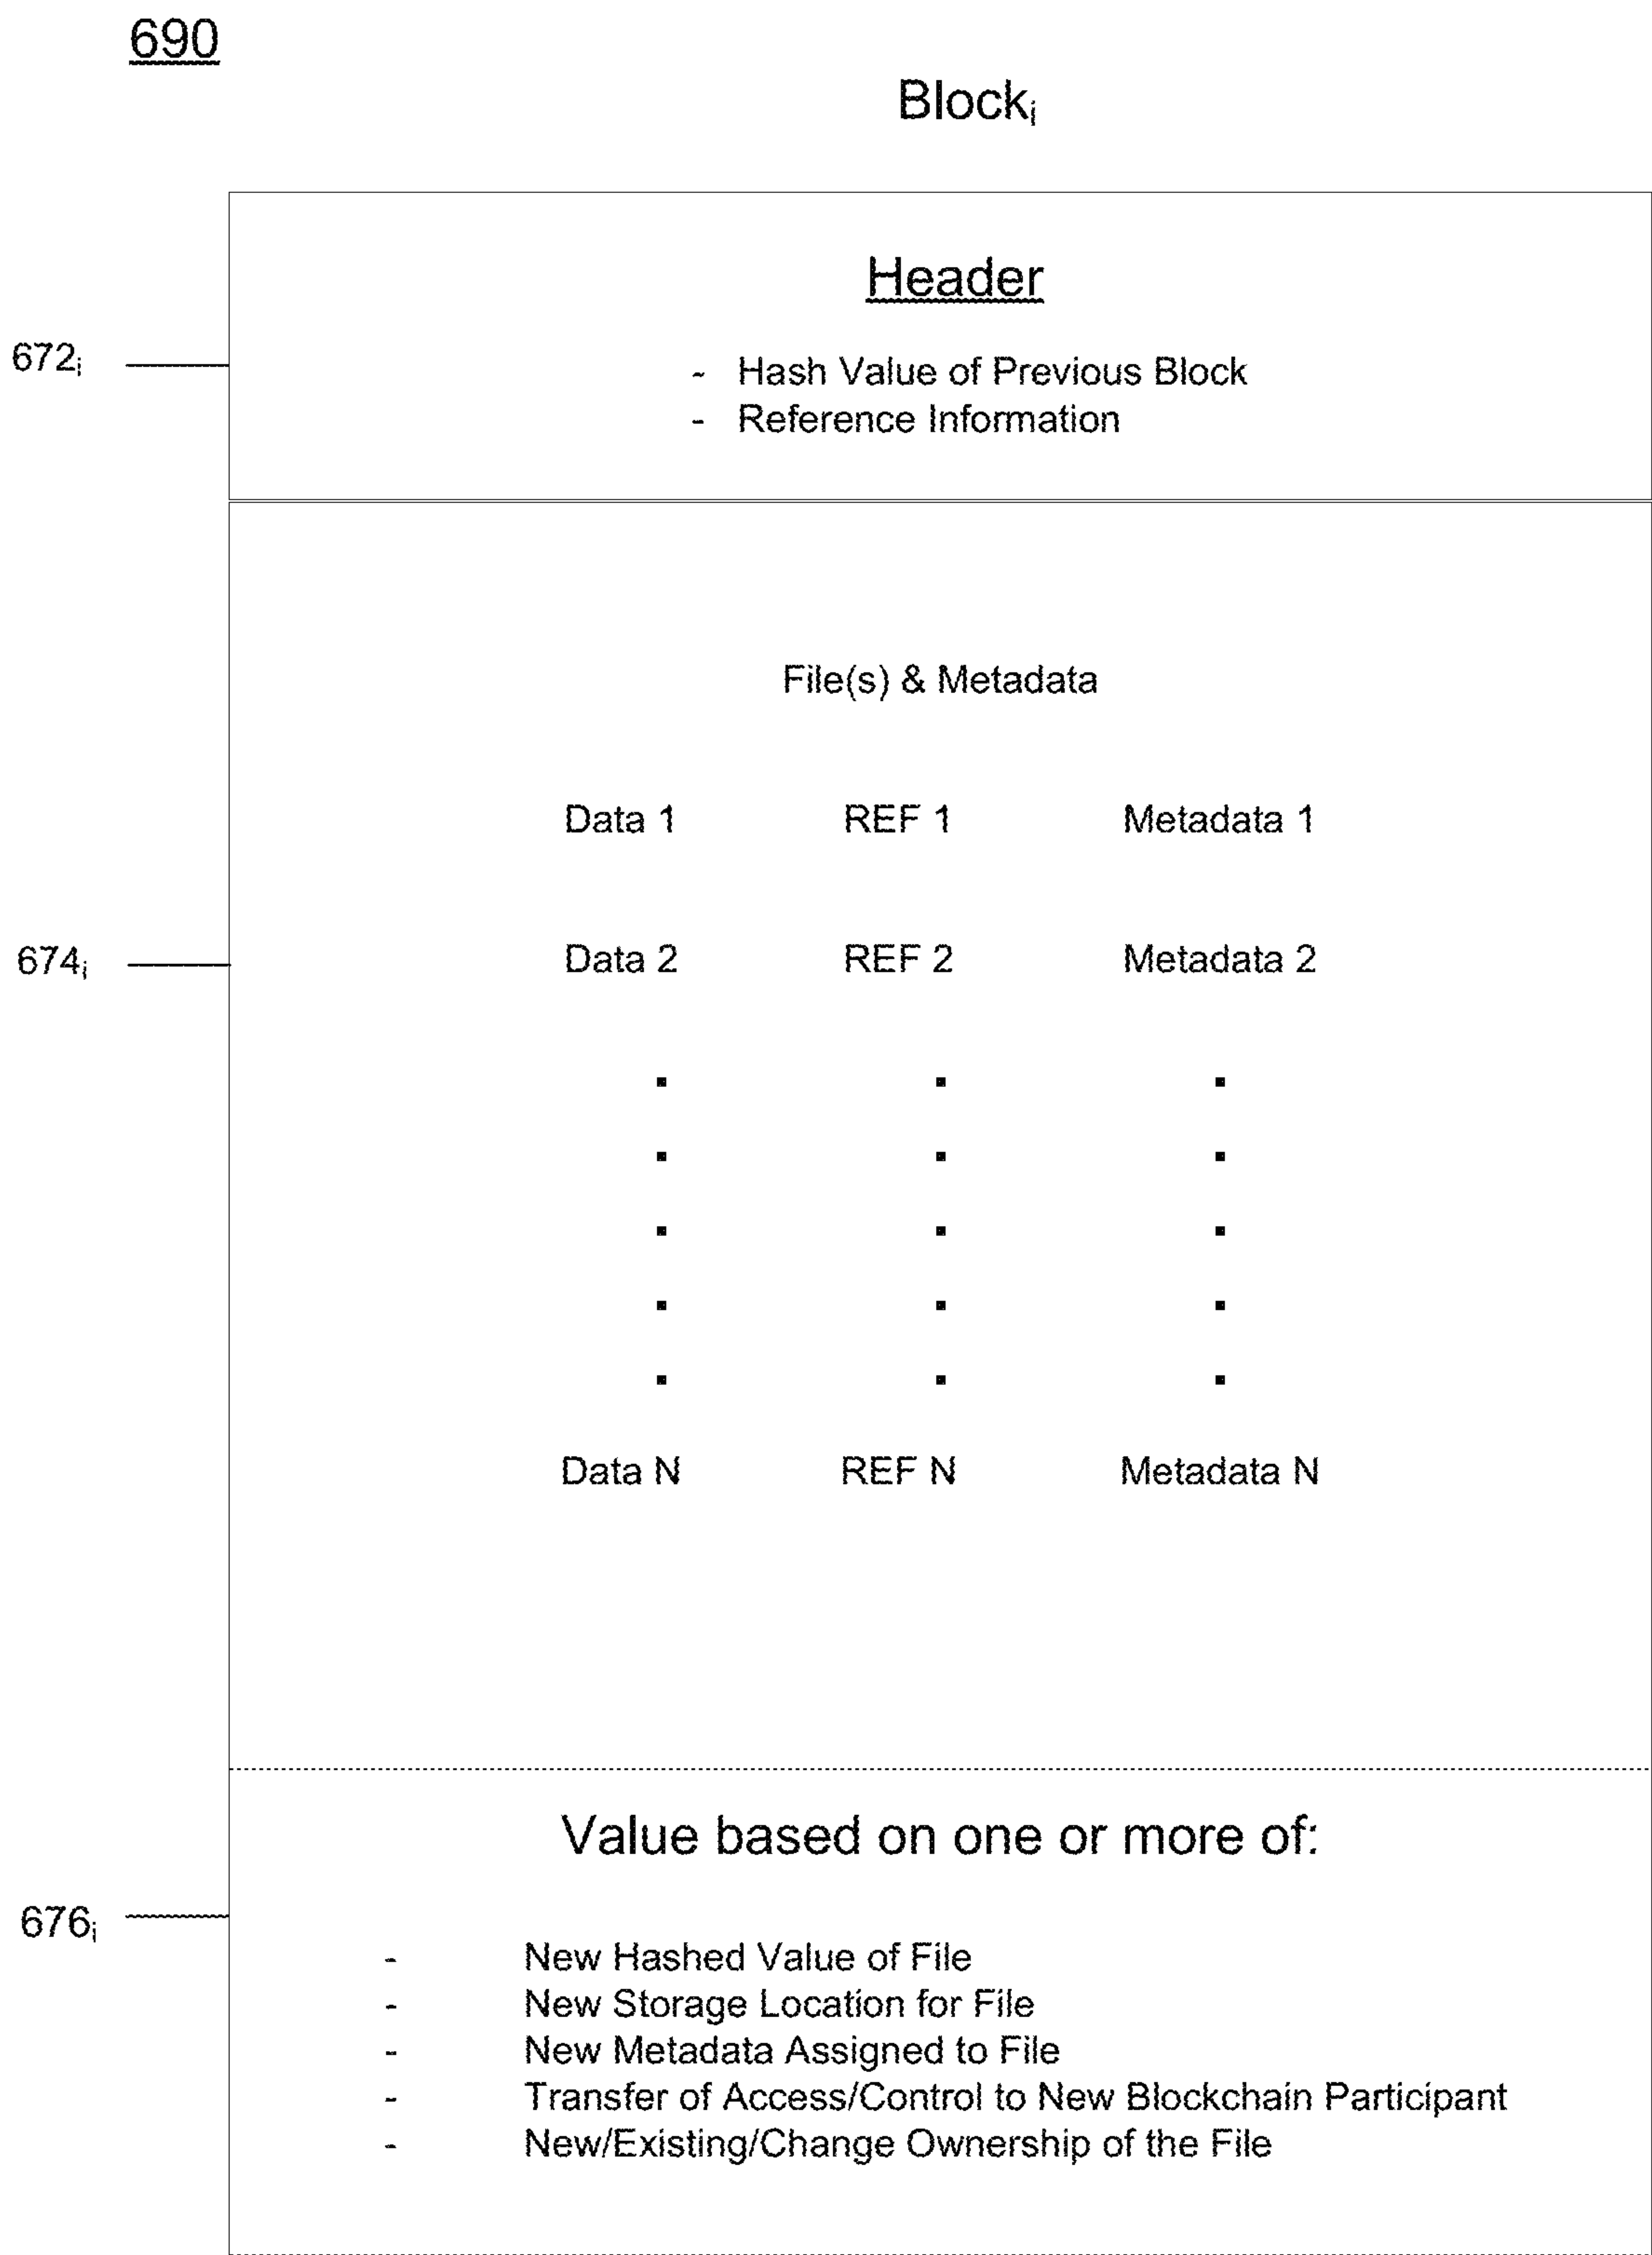 690
Blockᵢ
Header
672ᵢ
- Hash Value of Previous Block
- Reference Information
File(s) & Metadata
Data 1 REF 1 Metadata 1
674ᵢ Data 2 REF 2 Metadata 2
Data N REF N Metadata N
Value based on one or more of:
676ᵢ
- New Hashed Value of File
- New Storage Location for File
- New Metadata Assigned to File
- Transfer of Access/Control to New Blockchain Participant
- New/Existing/Change Ownership of the File